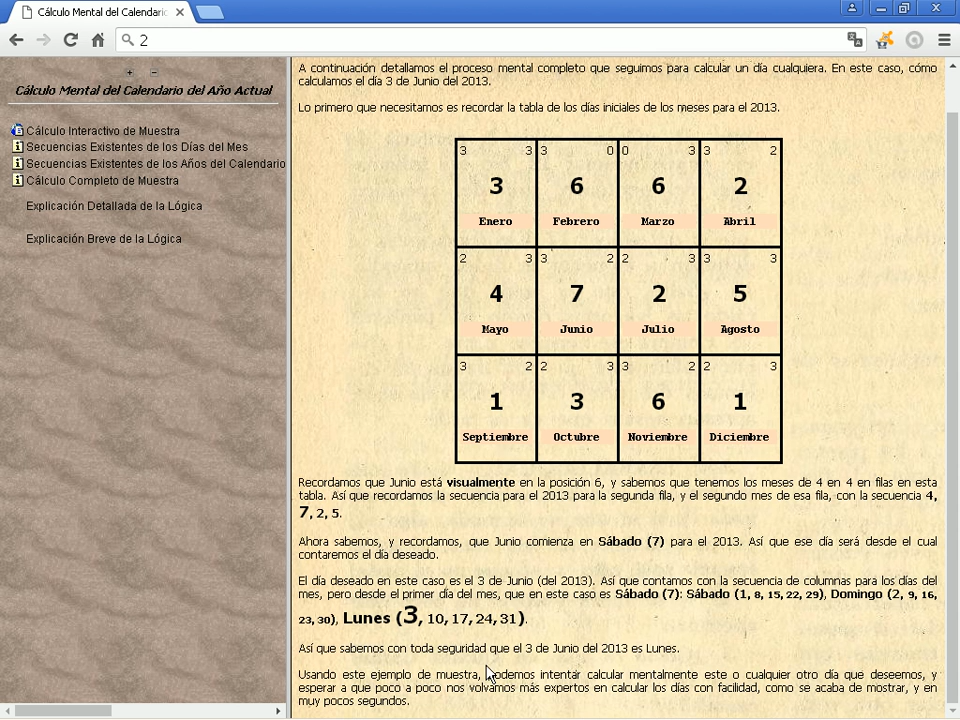 Cálculo Mental del Calendario
2
+ −
Cálculo Mental del Calendario del Año Actual
Cálculo Interactivo de Muestra
Secuencias Existentes de los Días del Mes
Secuencias Existentes de los Años del Calendario
Cálculo Completo de Muestra
Explicación Detallada de la Lógica
Explicación Breve de la Lógica
A continuación detallamos el proceso mental completo que seguimos para calcular un día cualquiera. En este caso, cómo
calculamos el día 3 de Junio del 2013.
Lo primero que necesitamos es recordar la tabla de los días iniciales de los meses para el 2013.
3 3 3 0 0 3 3 2
3 6 6 2
Enero Febrero Marzo Abril
2 3 3 2 2 3 3 3
4 7 2 5
Mayo Junio Julio Agosto
3 2 2 3 3 2 2 3
1 3 6 1
Septiembre Octubre Noviembre Diciembre
Recordamos que Junio está visualmente en la posición 6, y sabemos que tenemos los meses de 4 en 4 en filas en esta
tabla. Así que recordamos la secuencia para el 2013 para la segunda fila, y el segundo mes de esa fila, con la secuencia 4,
7, 2, 5.
Ahora sabemos, y recordamos, que Junio comienza en Sábado (7) para el 2013. Así que ese día será desde el cual
contaremos el día deseado.
El día deseado en este caso es el 3 de Junio (del 2013). Así que contamos con la secuencia de columnas para los días del
mes, pero desde el primer día del mes, que en este caso es Sábado (7): Sábado (1, 8, 15, 22, 29), Domingo (2, 9, 16,
23, 30), Lunes (3, 10, 17, 24, 31).
Así que sabemos con toda seguridad que el 3 de Junio del 2013 es Lunes.
Usando este ejemplo de muestra, podemos intentar calcular mentalmente este o cualquier otro día que deseemos, y
esperar a que poco a poco nos volvamos más expertos en calcular los días con facilidad, como se acaba de mostrar, y en
muy pocos segundos.